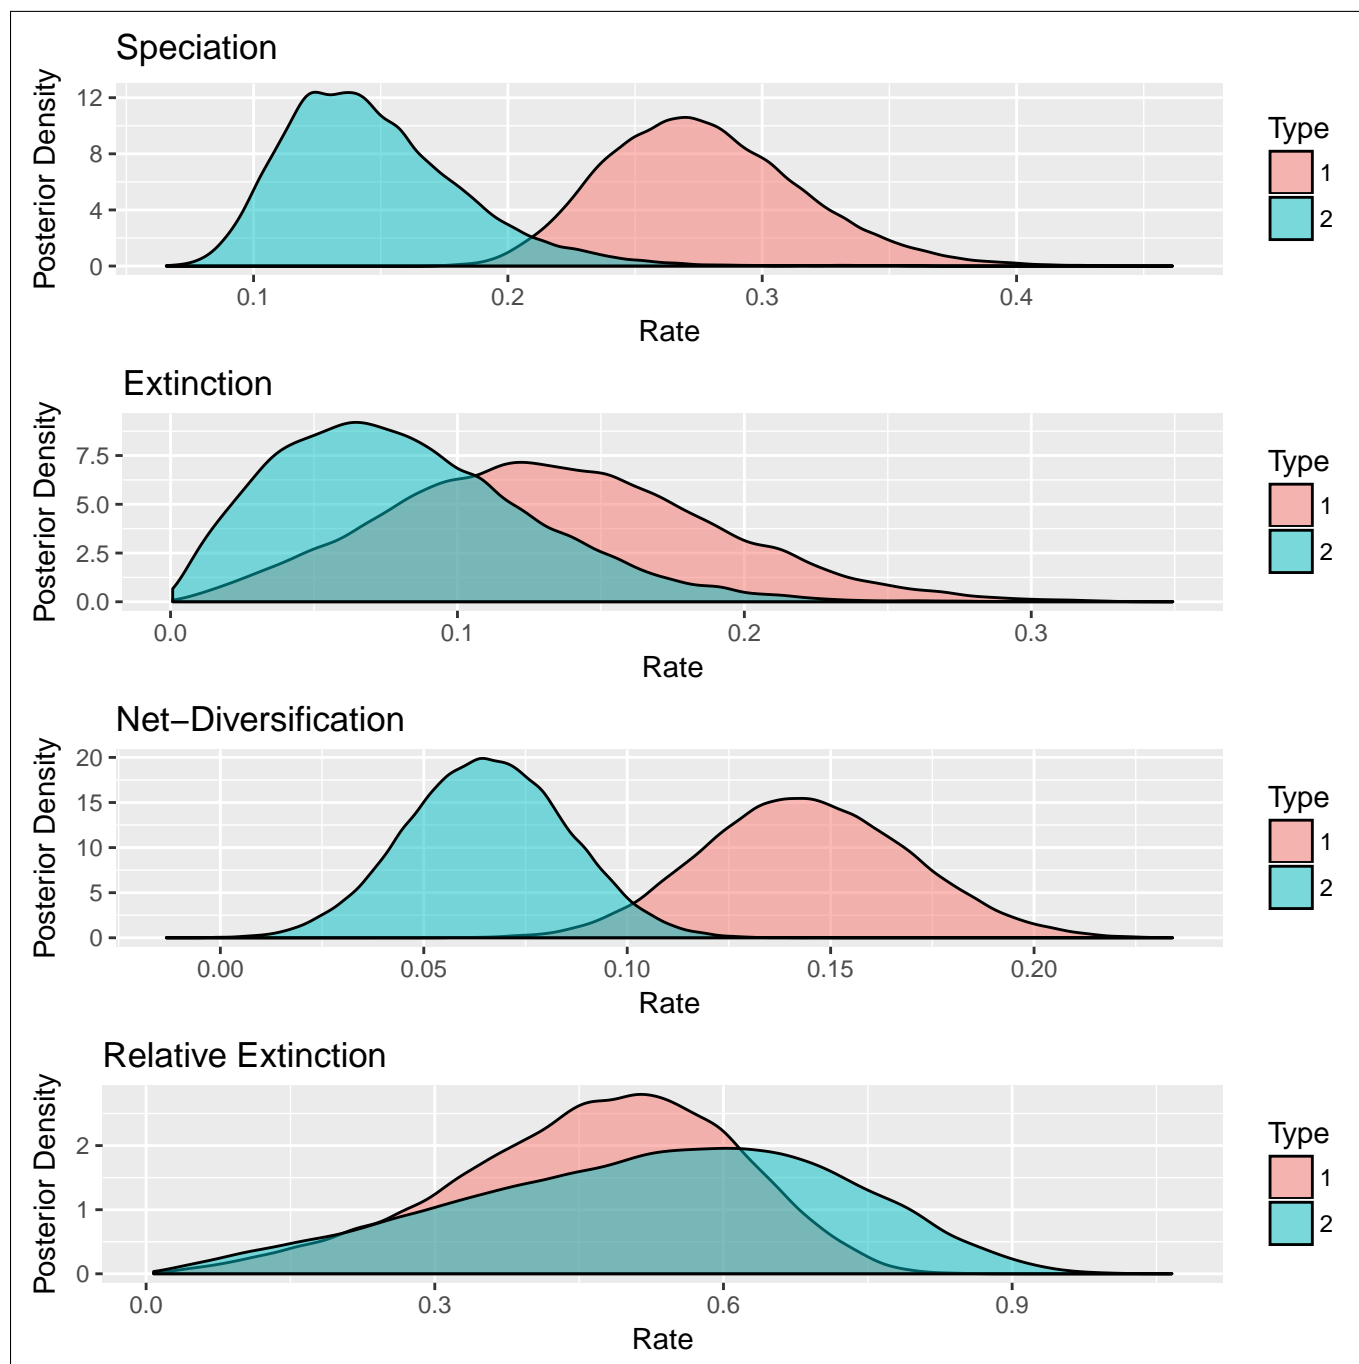 Speciation
Posterior Density
12
8
4
0
0.1 0.2 0.3 0.4
Rate
Type
1
2
Extinction
Posterior Density
7.5
5.0
2.5
0.0
0.0 0.1 0.2 0.3
Rate
Type
1
2
Net−Diversification
Posterior Density
20
15
10
5
0
0.00 0.05 0.10 0.15 0.20
Rate
Type
1
2
Relative Extinction
Posterior Density
2
1
0
0.0 0.3 0.6 0.9
Rate
Type
1
2